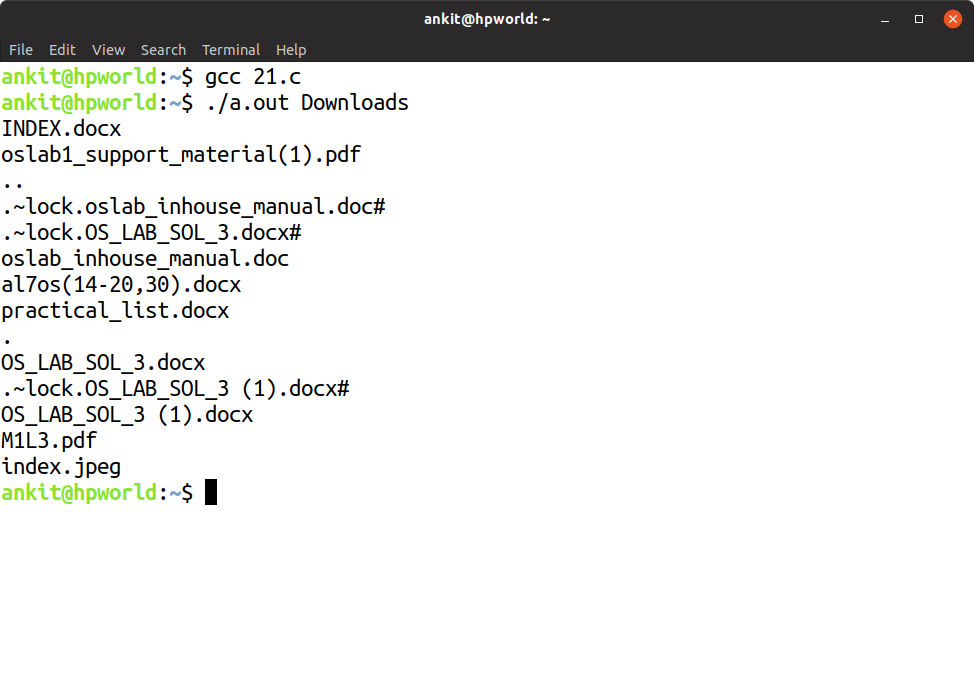 ankit@hpworld: ~
File Edit View Search Terminal Help
ankit@hpworld:~$ gcc 21.c
ankit@hpworld:~$ ./a.out Downloads
INDEX.docx
oslab1_support_material(1).pdf
..
.~lock.oslab_inhouse_manual.doc#
.~lock.OS_LAB_SOL_3.docx#
oslab_inhouse_manual.doc
al7os(14-20,30).docx
practical_list.docx
.
OS_LAB_SOL_3.docx
.~lock.OS_LAB_SOL_3 (1).docx#
OS_LAB_SOL_3 (1).docx
M1L3.pdf
index.jpeg
ankit@hpworld:~$